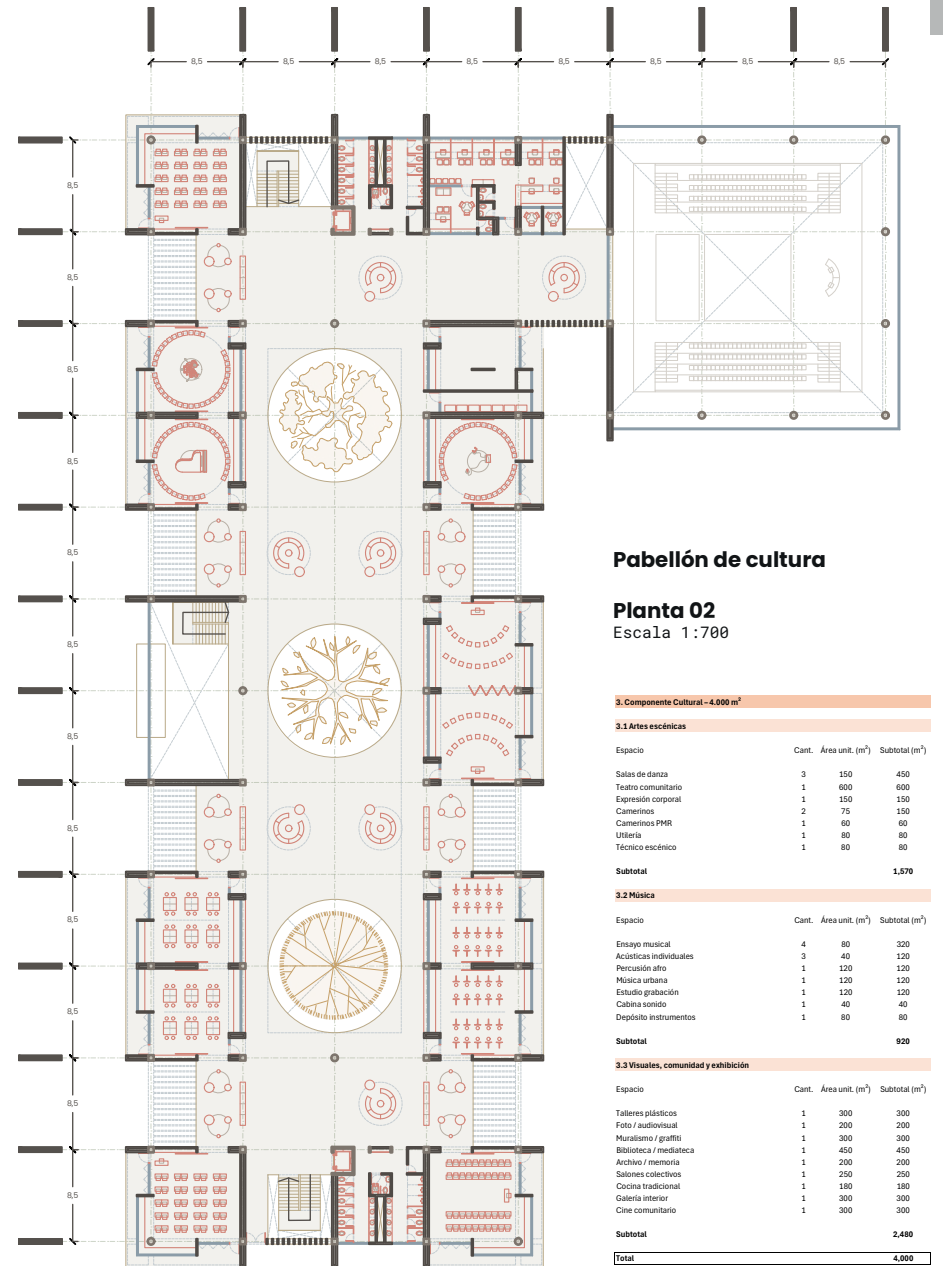 8,5 8,5 8,5 8,5 8,5 8,5 8,5 8,5
8,5
8,5
8,5
8,5
8,5
8,5
8,5
8,5
8,5
8,5
8,5
8,5
Pabellón de cultura
Planta 02
Escala 1:700
3. Componente Cultural – 4.000 m²
3.1 Artes escénicas
Espacio Cant. Área unit. (m²) Subtotal (m²)
Salas de danza 3 150 450
Teatro comunitario 1 600 600
Expresión corporal 1 150 150
Camerinos 2 75 150
Camerinos PMR 1 60 60
Utilería 1 80 80
Técnico escénico 1 80 80
Subtotal 1,570
3.2 Música
Espacio Cant. Área unit. (m²) Subtotal (m²)
Ensayo musical 4 80 320
Acústicas individuales 3 40 120
Percusión afro 1 120 120
Música urbana 1 120 120
Estudio grabación 1 120 120
Cabina sonido 1 40 40
Depósito instrumentos 1 80 80
Subtotal 920
3.3 Visuales, comunidad y exhibición
Espacio Cant. Área unit. (m²) Subtotal (m²)
Talleres plásticos 1 300 300
Foto / audiovisual 1 200 200
Muralismo / graffiti 1 300 300
Biblioteca / mediateca 1 450 450
Archivo / memoria 1 200 200
Salones colectivos 1 250 250
Cocina tradicional 1 180 180
Galería interior 1 300 300
Cine comunitario 1 300 300
Subtotal 2,480
Total 4,000